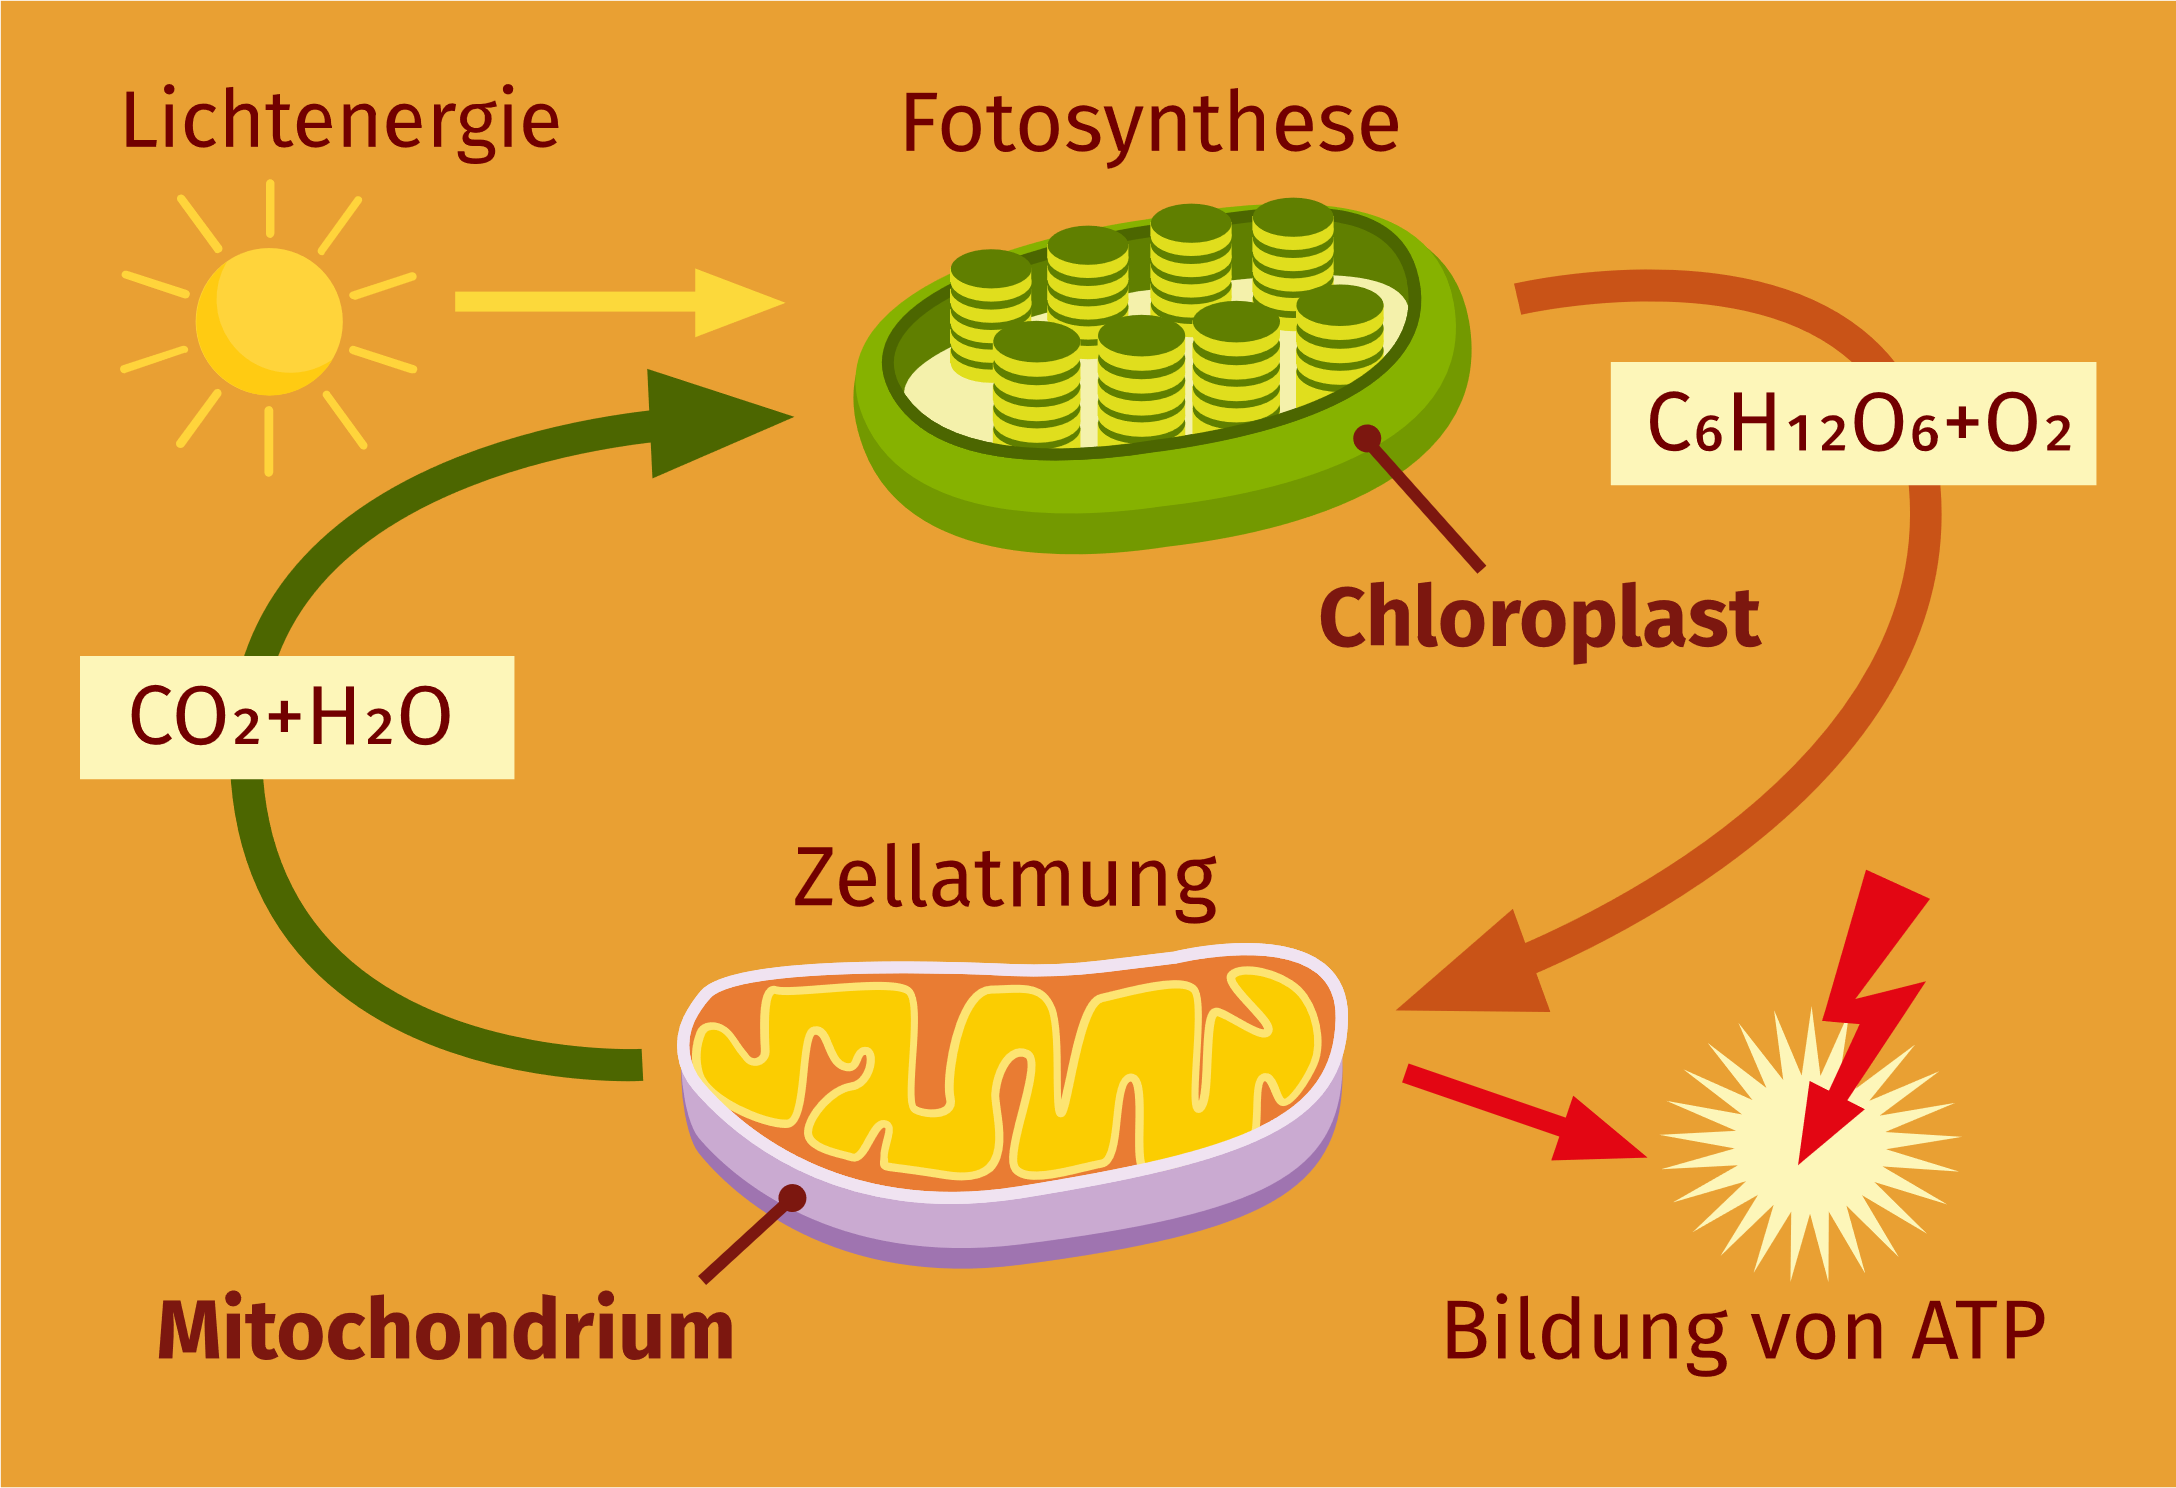 Lichtenergie
Fotosynthese
C₆H₁₂O₆+O₂
Chloroplast
CO₂+H₂O
Zellatmung
Mitochondrium
Bildung von ATP